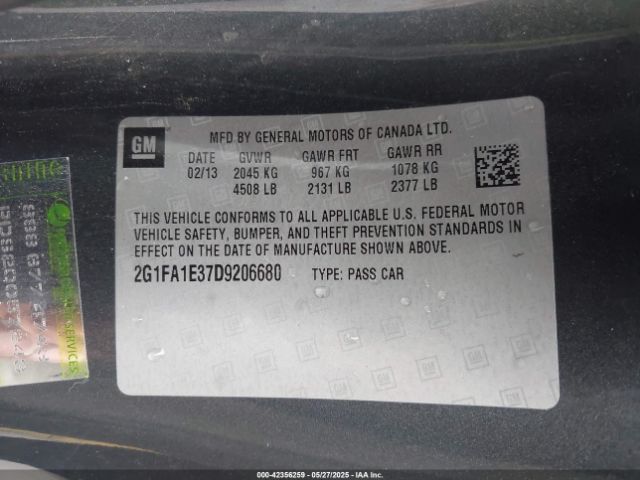 GM
MFD BY GENERAL MOTORS OF CANADA LTD.
DATE GVWR GAWR FRT GAWR RR
02/13 2045 KG 967 KG 1078 KG
4508 LB 2131 LB 2377 LB
THIS VEHICLE CONFORMS TO ALL APPLICABLE U.S. FEDERAL MOTOR
VEHICLE SAFETY, BUMPER, AND THEFT PREVENTION STANDARDS IN
EFFECT ON THE DATE OF MANUFACTURE SHOWN ABOVE.
2G1FA1E37D9206680 TYPE: PASS CAR
SERVICES
000-42356259 - 05/27/2025 - IAAI.COM